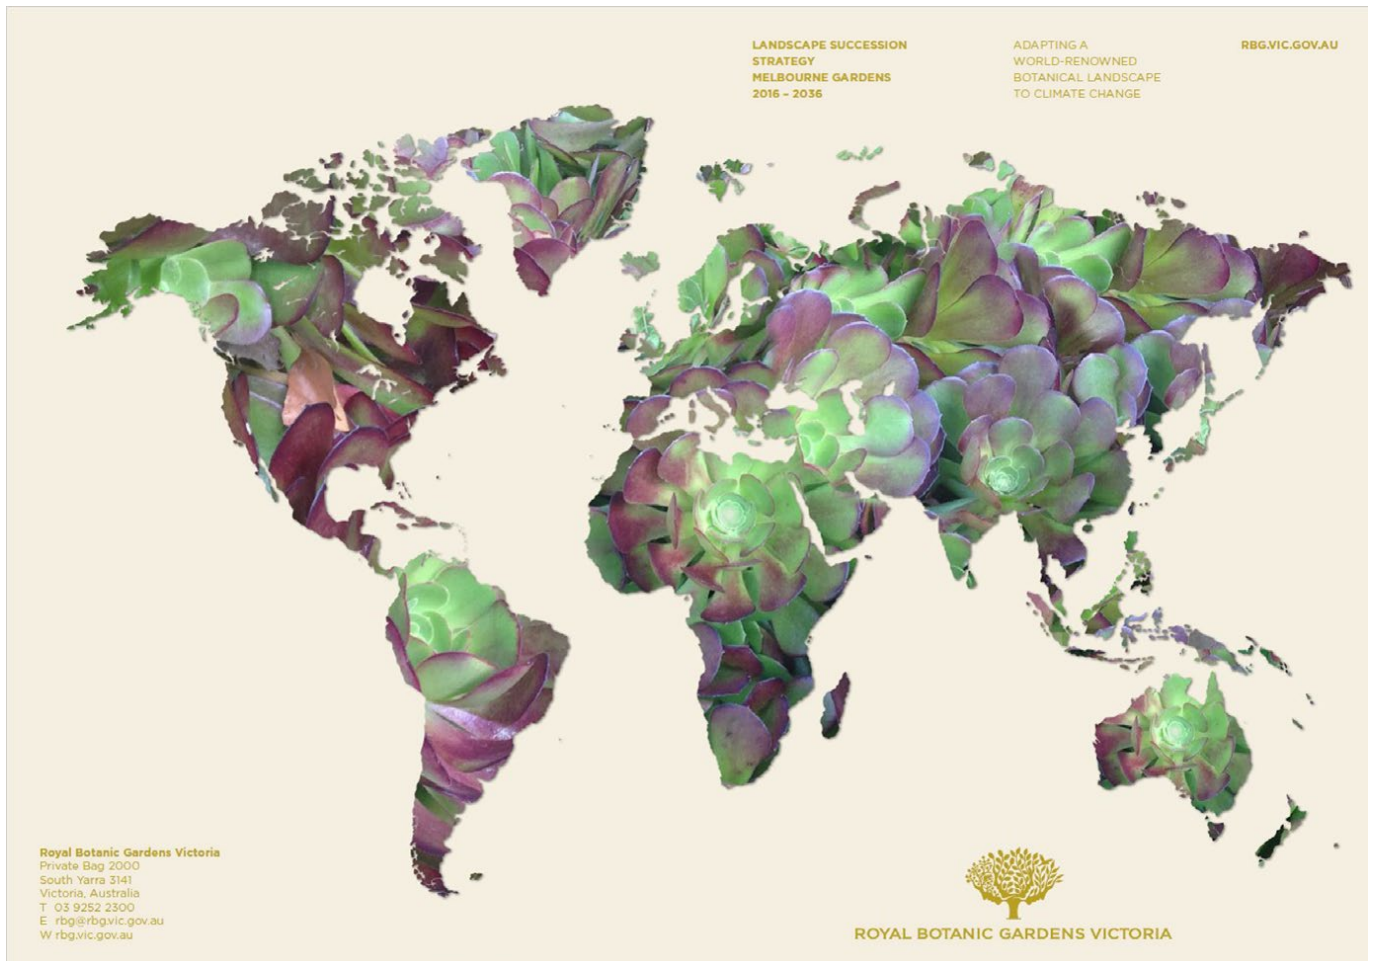 LANDSCAPE SUCCESSION
STRATEGY
MELBOURNE GARDENS
2016 – 2036
ADAPTING A
WORLD-RENOWNED
BOTANICAL LANDSCAPE
TO CLIMATE CHANGE
RBG.VIC.GOV.AU
Royal Botanic Gardens Victoria
Private Bag 2000
South Yarra 3141
Victoria, Australia
T 03 9252 2300
E rbg@rbg.vic.gov.au
W rbg.vic.gov.au
ROYAL BOTANIC GARDENS VICTORIA